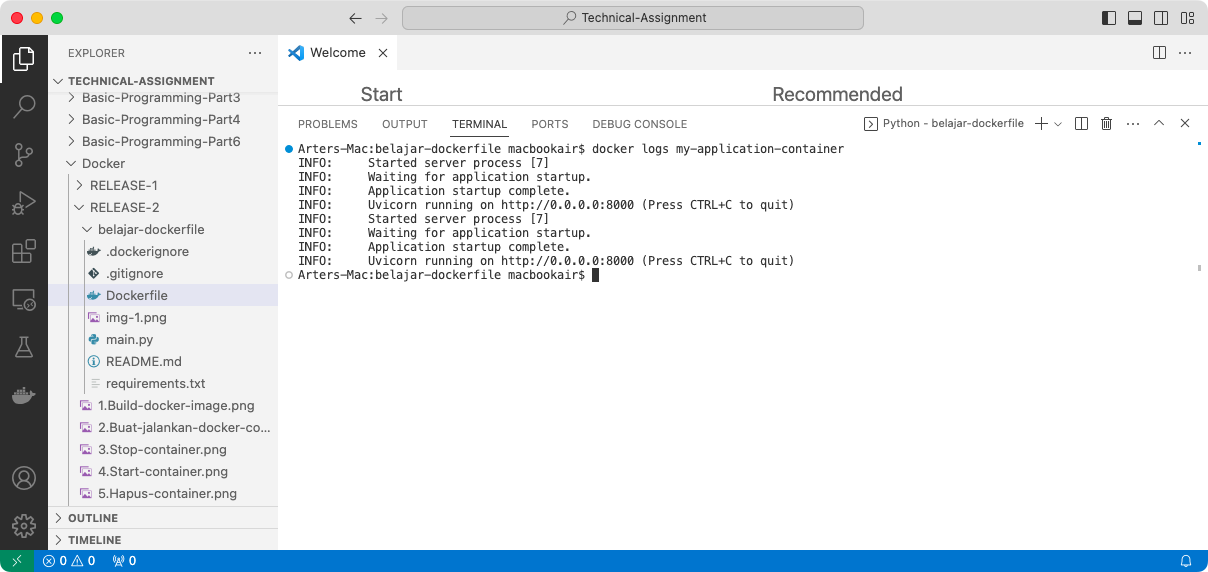 Technical-Assignment
EXPLORER
TECHNICAL-ASSIGNMENT
Basic-Programming-Part3
Basic-Programming-Part4
Basic-Programming-Part6
Docker
RELEASE-1
RELEASE-2
belajar-dockerfile
.dockerignore
.gitignore
Dockerfile
img-1.png
main.py
README.md
requirements.txt
1.Build-docker-image.png
2.Buat-jalankan-docker-co...
3.Stop-container.png
4.Start-container.png
5.Hapus-container.png
OUTLINE
TIMELINE
Welcome
Start
Recommended
PROBLEMS OUTPUT TERMINAL PORTS DEBUG CONSOLE
Python - belajar-dockerfile
Arters-Mac:belajar-dockerfile macbookair$ docker logs my-application-container
INFO:     Started server process [7]
INFO:     Waiting for application startup.
INFO:     Application startup complete.
INFO:     Uvicorn running on http://0.0.0.0:8000 (Press CTRL+C to quit)
INFO:     Started server process [7]
INFO:     Waiting for application startup.
INFO:     Application startup complete.
INFO:     Uvicorn running on http://0.0.0.0:8000 (Press CTRL+C to quit)
Arters-Mac:belajar-dockerfile macbookair$
0 0 0